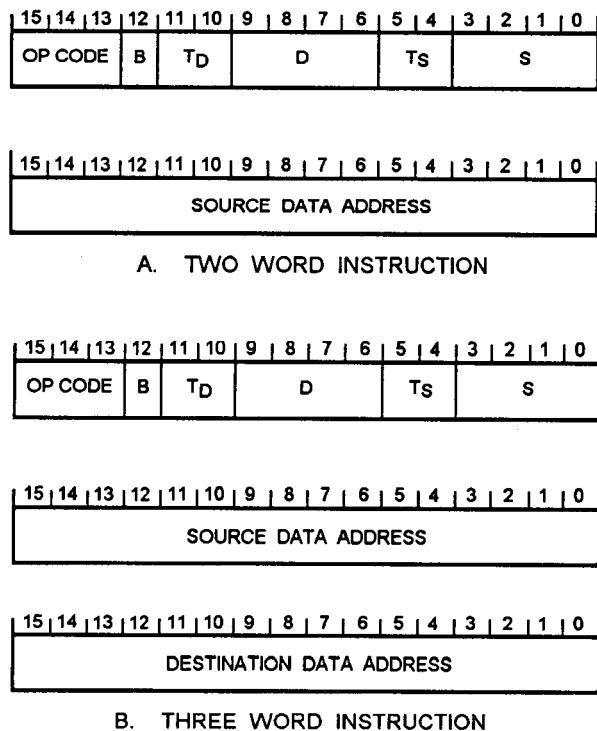 15 14 13 12 11 10 9 8 7 6 5 4 3 2 1 0
OP CODE B TD D TS S
15 14 13 12 11 10 9 8 7 6 5 4 3 2 1 0
SOURCE DATA ADDRESS
A. TWO WORD INSTRUCTION
15 14 13 12 11 10 9 8 7 6 5 4 3 2 1 0
OP CODE B TD D TS S
15 14 13 12 11 10 9 8 7 6 5 4 3 2 1 0
SOURCE DATA ADDRESS
15 14 13 12 11 10 9 8 7 6 5 4 3 2 1 0
DESTINATION DATA ADDRESS
B. THREE WORD INSTRUCTION